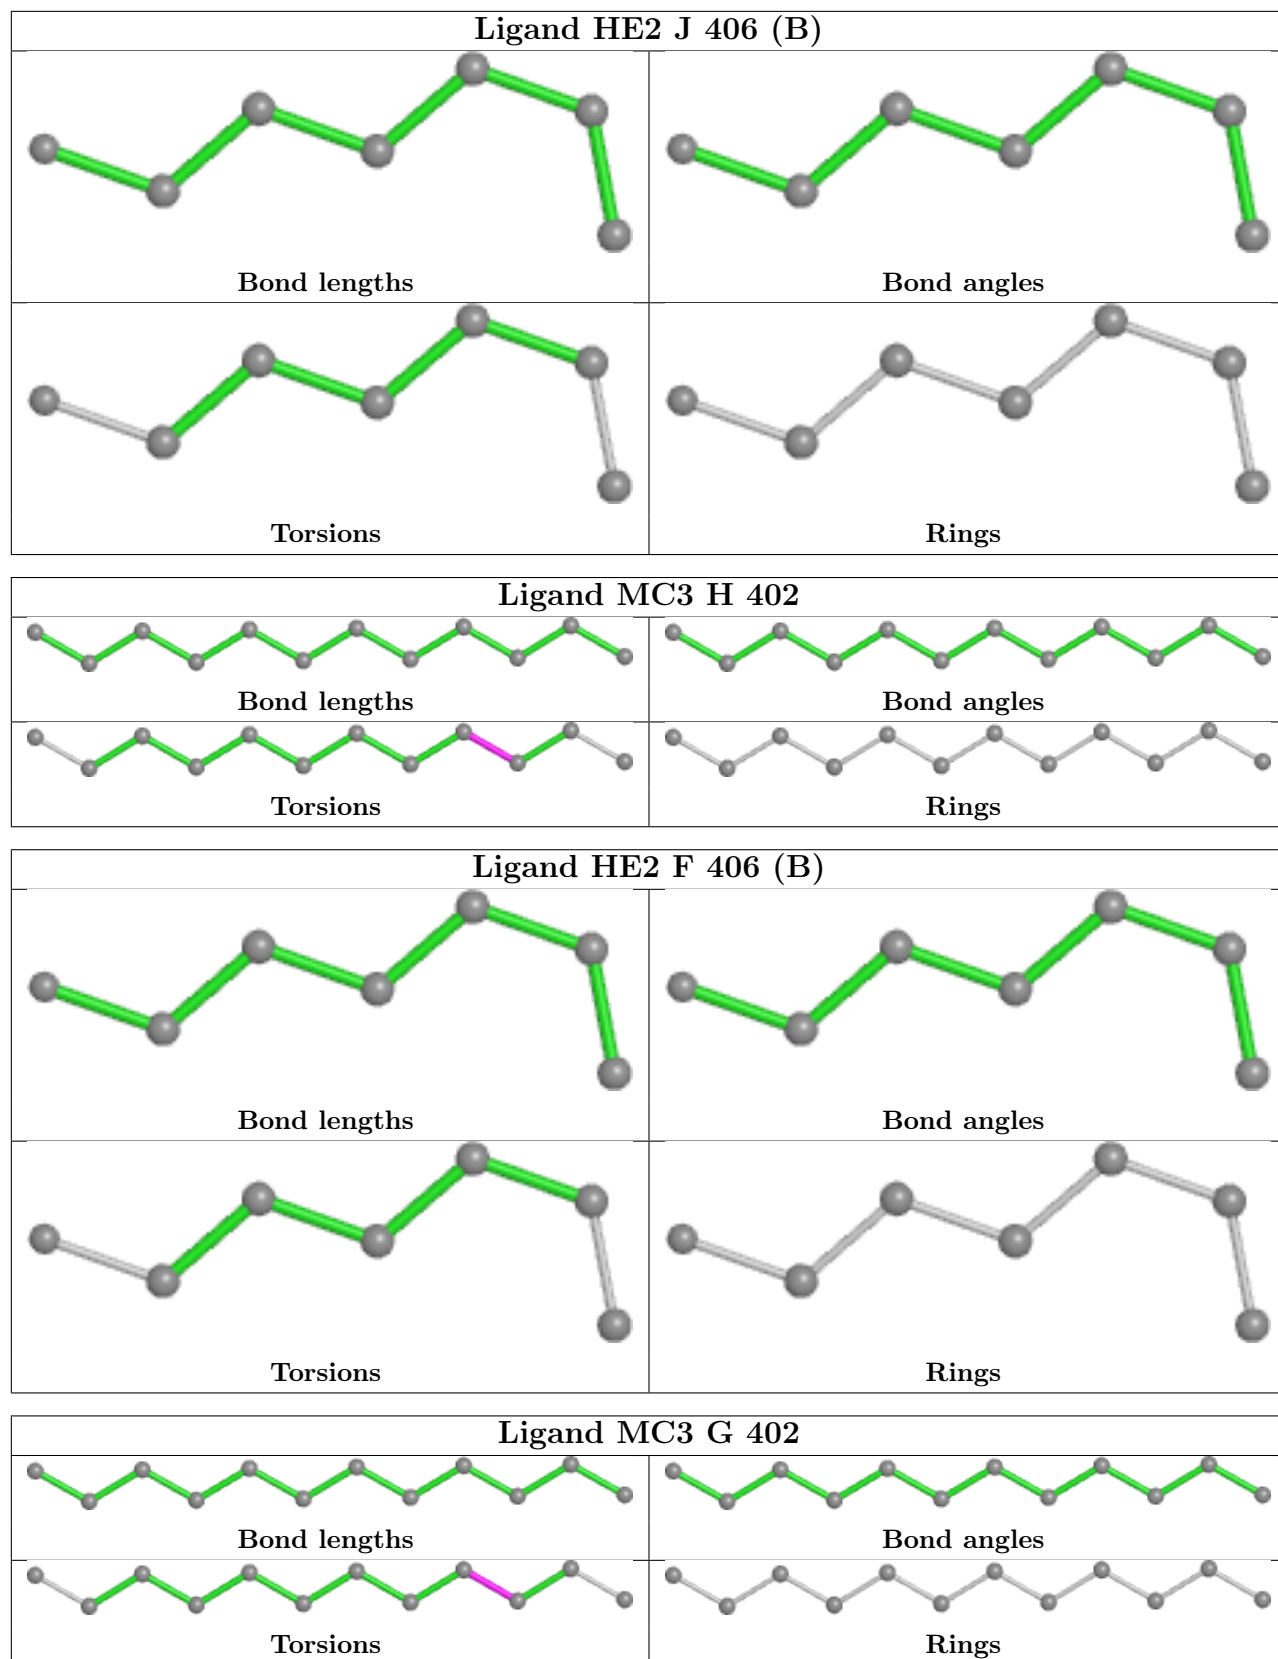 Ligand HE2 J 406 (B)
Bond lengths
Bond angles
Torsions
Rings
Ligand MC3 H 402
Bond lengths
Bond angles
Torsions
Rings
Ligand HE2 F 406 (B)
Bond lengths
Bond angles
Torsions
Rings
Ligand MC3 G 402
Bond lengths
Bond angles
Torsions
Rings